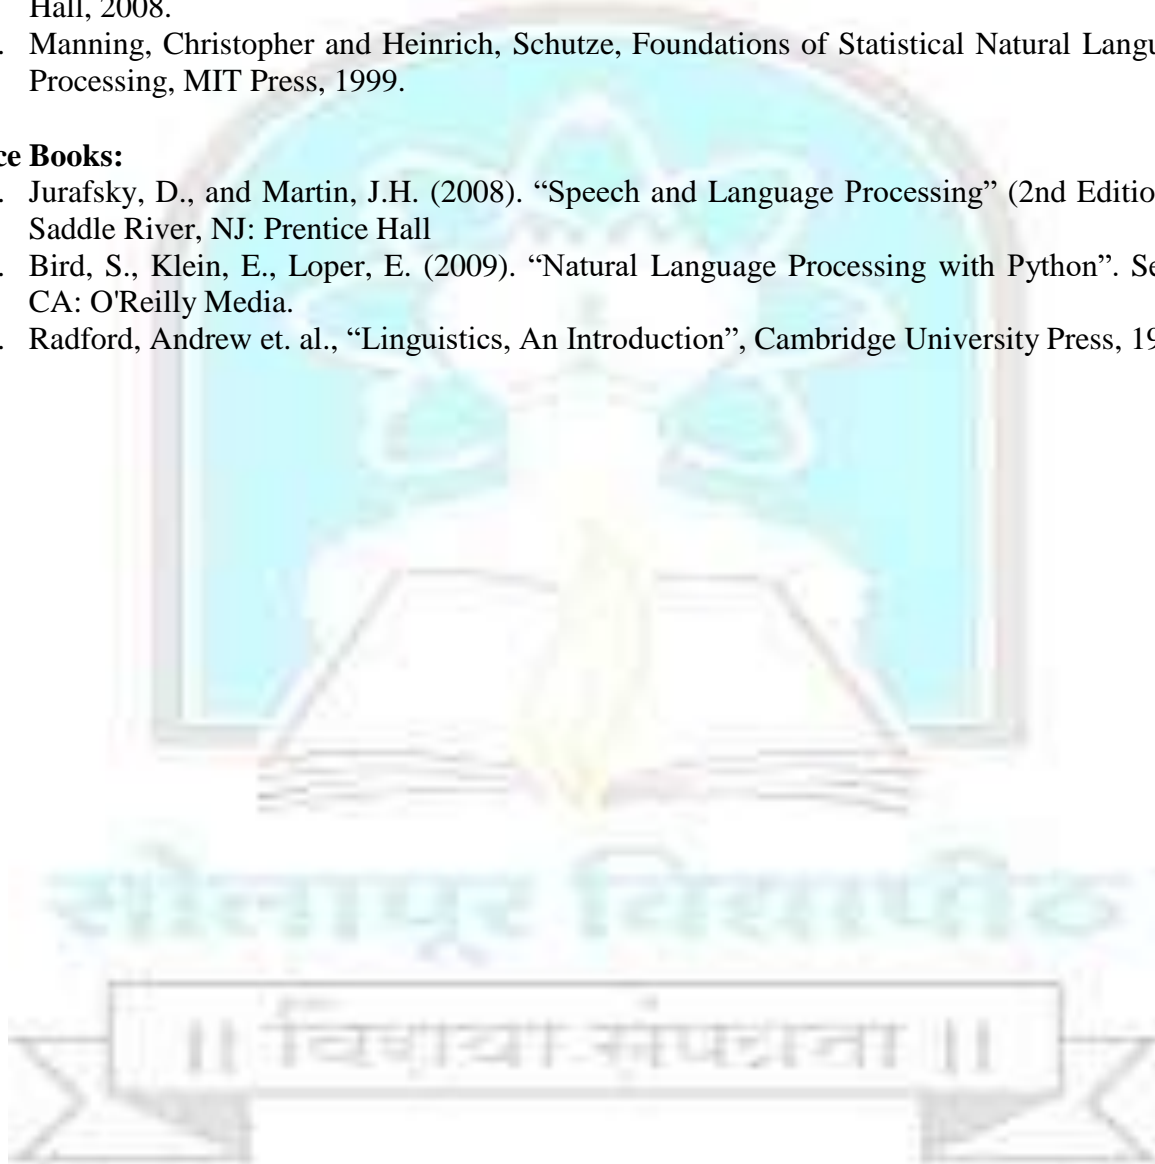 Hall, 2008.
. Manning, Christopher and Heinrich, Schutze, Foundations of Statistical Natural Langu
Processing, MIT Press, 1999.
ce Books:
. Jurafsky, D., and Martin, J.H. (2008). “Speech and Language Processing” (2nd Editio
Saddle River, NJ: Prentice Hall
. Bird, S., Klein, E., Loper, E. (2009). “Natural Language Processing with Python”. Se
CA: O'Reilly Media.
. Radford, Andrew et. al., “Linguistics, An Introduction”, Cambridge University Press, 19
सोलापूर विद्यापीठ
|| विद्यया संपन्नता ||